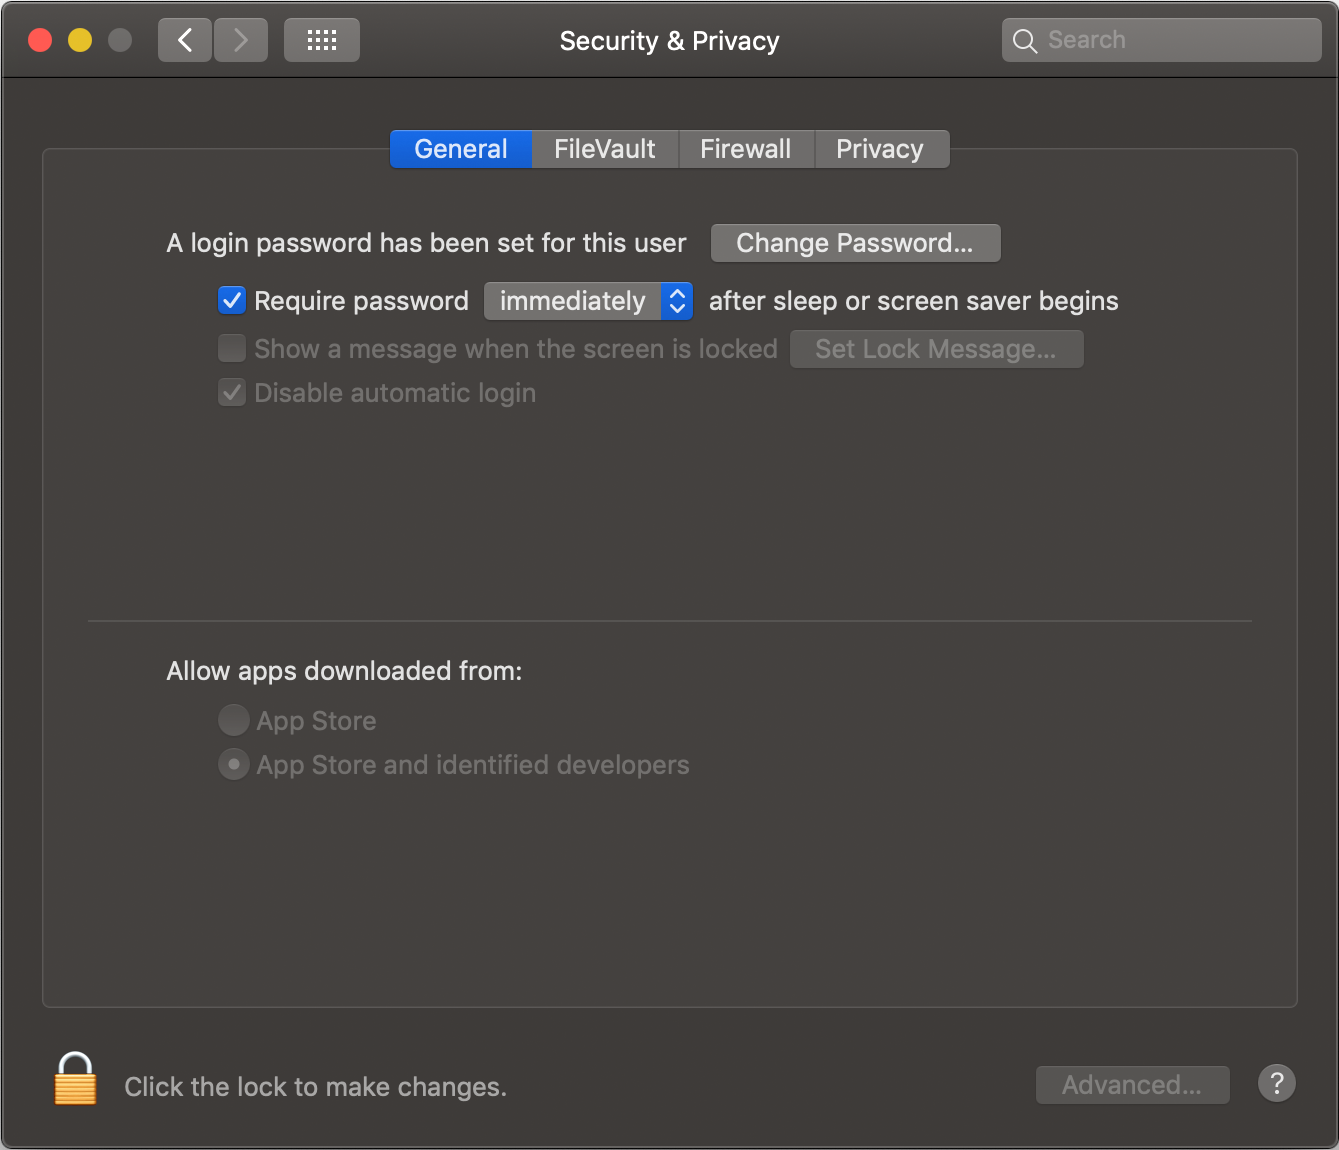 Security & Privacy
Search
General
FileVault
Firewall
Privacy
A login password has been set for this user
Change Password...
Require password
immediately
after sleep or screen saver begins
Show a message when the screen is locked
Set Lock Message...
Disable automatic login
Allow apps downloaded from:
App Store
App Store and identified developers
Click the lock to make changes.
Advanced...
?